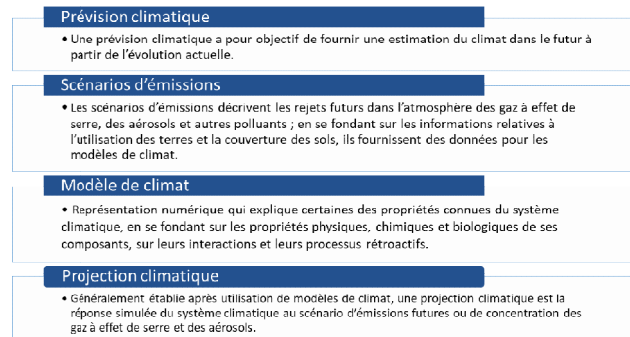 Prévision climatique
• Une prévision climatique a pour objectif de fournir une estimation du climat dans le futur à
partir de l'évolution actuelle.
Scénarios d'émissions
• Les scénarios d'émissions décrivent les rejets futurs dans l'atmosphère des gaz à effet de
serre, des aérosols et autres polluants ; en se fondant sur les informations relatives à
l'utilisation des terres et la couverture des sols, ils fournissent des données pour les
modèles de climat.
Modèle de climat
• Représentation numérique qui explique certaines des propriétés connues du système
climatique, en se fondant sur les propriétés physiques, chimiques et biologiques de ses
composants, sur leurs interactions et leurs processus rétroactifs.
Projection climatique
• Généralement établie après utilisation de modèles de climat, une projection climatique est la
réponse simulée du système climatique au scénario d'émissions futures ou de concentration des
gaz à effet de serre et des aérosols.